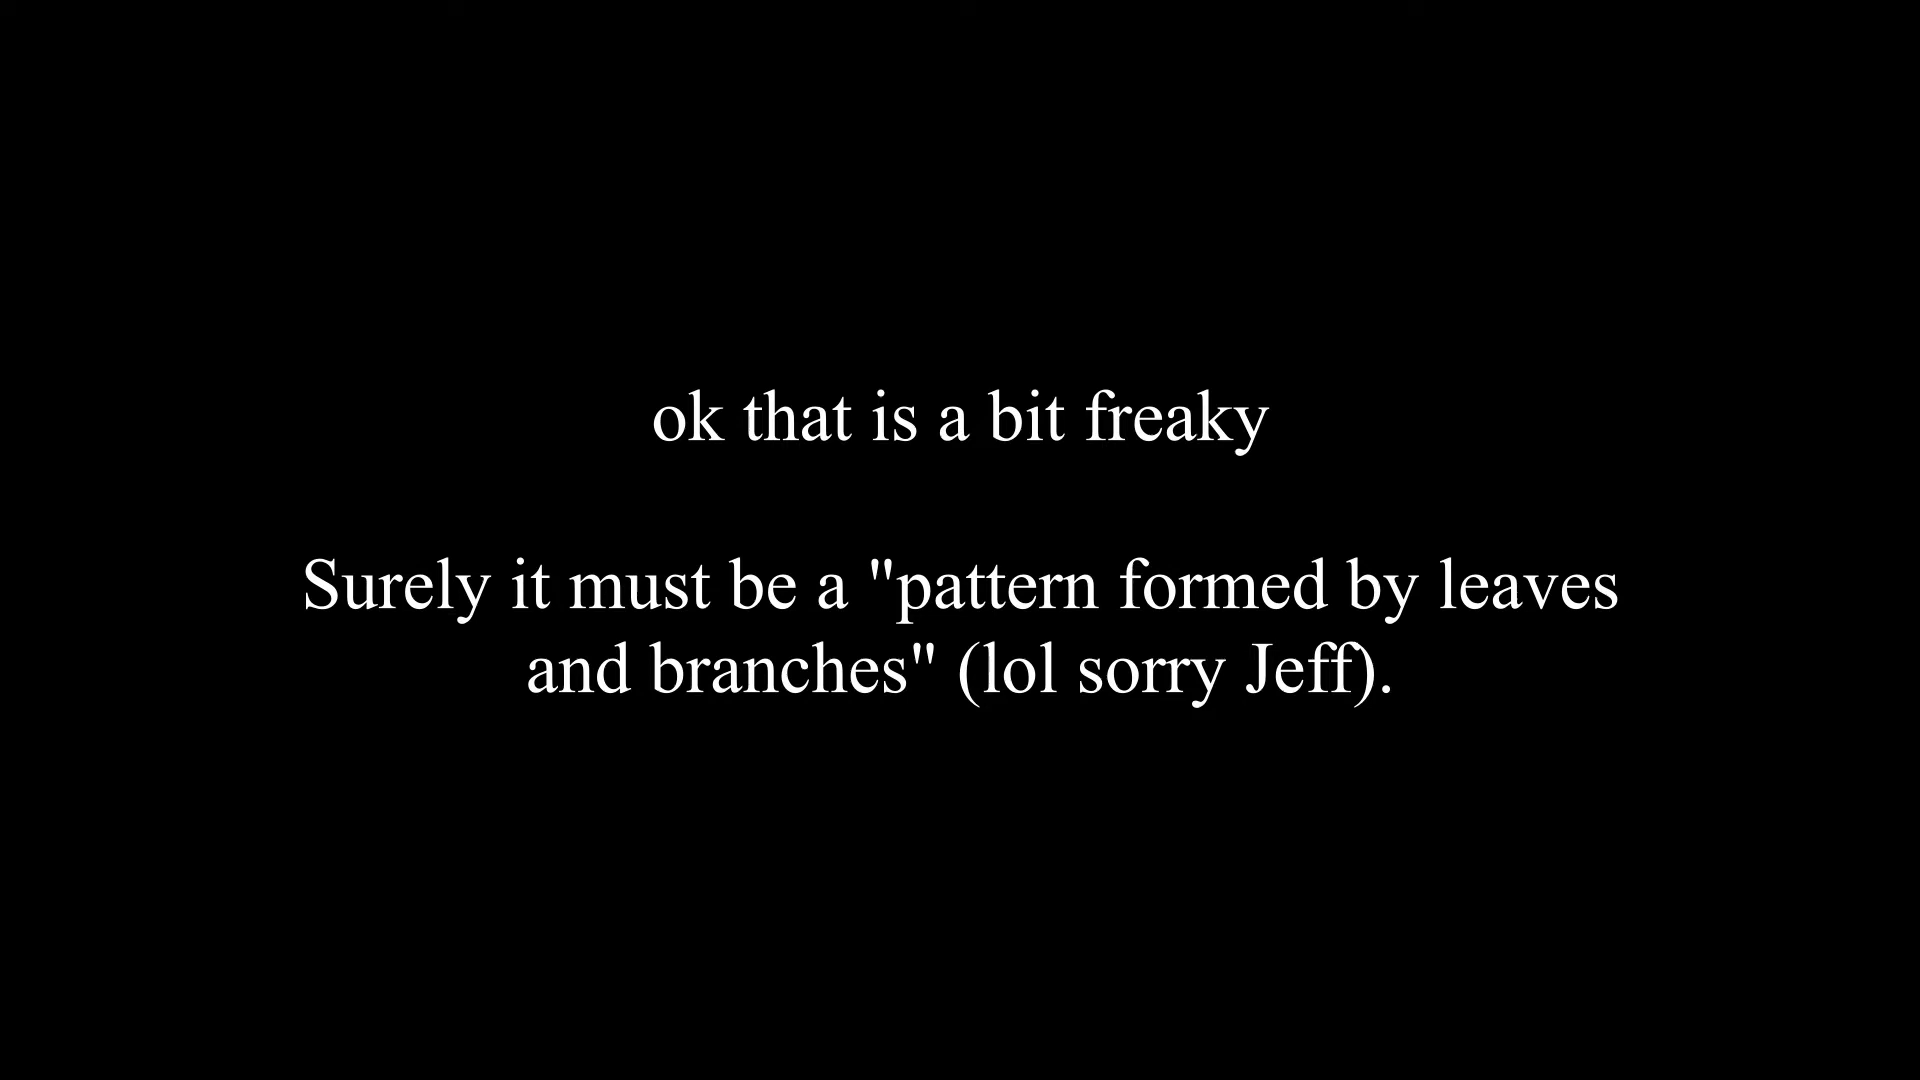 ok that is a bit freaky
Surely it must be a "pattern formed by leaves
and branches" (lol sorry Jeff).